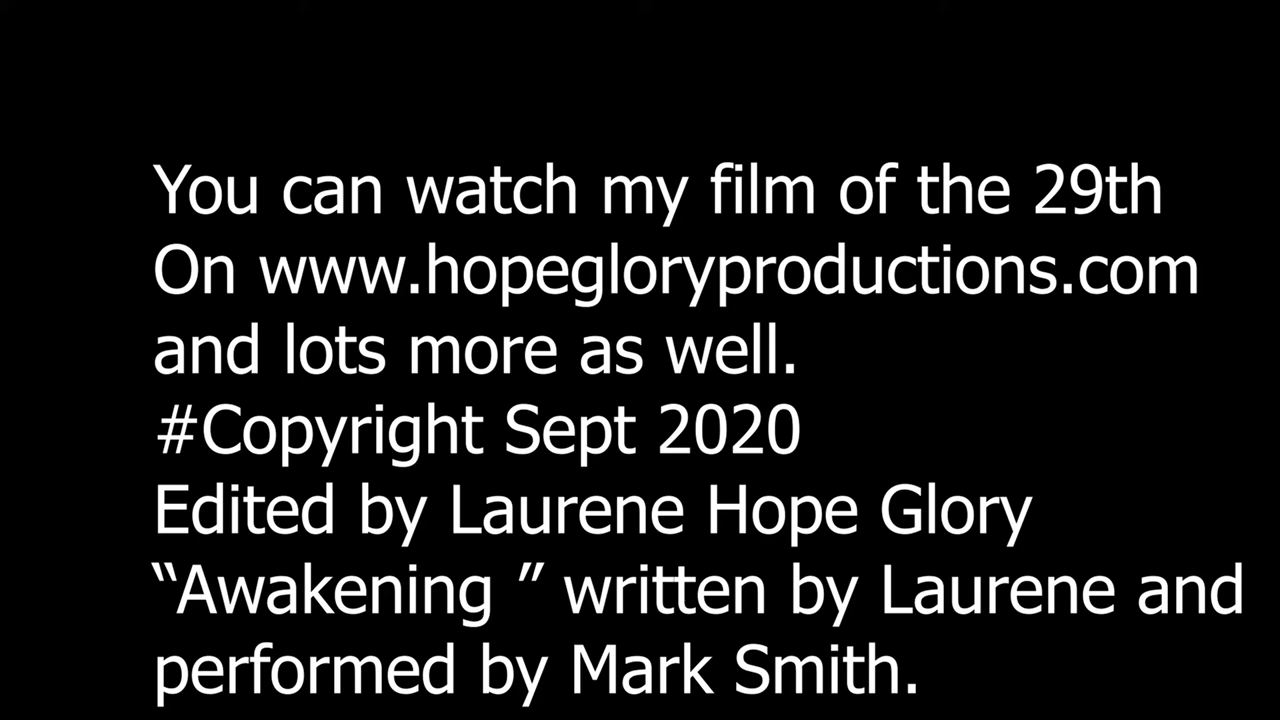 You can watch my film of the 29th
On www.hopegloryproductions.com
and lots more as well.
#Copyright Sept 2020
Edited by Laurene Hope Glory
“Awakening ” written by Laurene and
performed by Mark Smith.